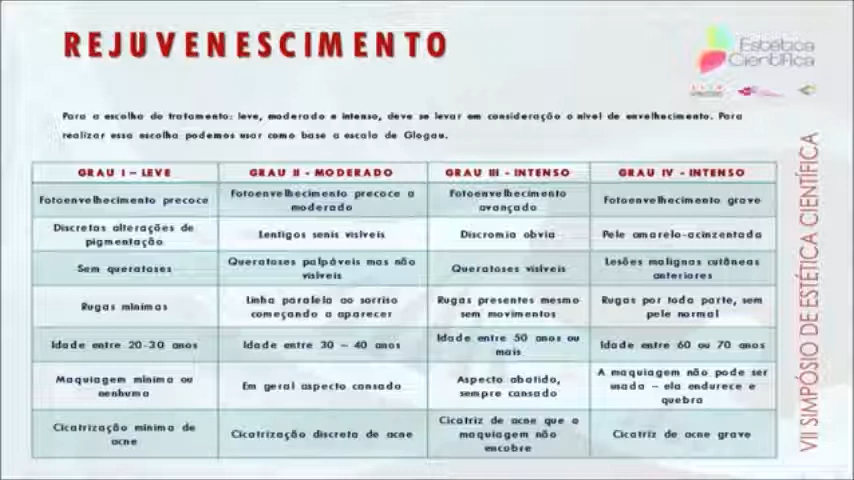 REJUVENESCIMENTO
Estética
Científica
Para a escolha do tratamento: leve, moderado e intenso, deve se levar em consideração o nível de envelhecimento. Para
realizar essa escolha podemos usar como base a escala de Glogau.
GRAU I – LEVE
GRAU II - MODERADO
GRAU III - INTENSO
GRAU IV - INTENSO
Fotoenvelhecimento precoce
Fotoenvelhecimento precoce a
moderado
Fotoenvelhecimento
avançado
Fotoenvelhecimento grave
Discretas alterações de
pigmentação
Lentigos senis visíveis
Discromia obvia
Pele amarelo-acinzentada
Sem queratoses
Queratoses palpáveis mas não
visíveis
Queratoses visíveis
Lesões malignas cutâneas
anteriores
Rugas mínimas
Linha paralela ao sorriso
começando a aparecer
Rugas presentes mesmo
sem movimentos
Rugas por toda parte, sem
pele normal
Idade entre 20-30 anos
Idade entre 30 – 40 anos
Idade entre 50 anos ou
mais
Idade entre 60 ou 70 anos
Maquiagem mínima ou
nenhuma
Em geral aspecto cansado
Aspecto abatido,
sempre cansado
A maquiagem não pode ser
usada – ela endurece e
quebra
Cicatrização mínima de
acne
Cicatrização discreta de acne
Cicatriz de acne que a
maquiagem não
encobre
Cicatriz de acne grave
VII SIMPÓSIO DE ESTÉTICA CIENTÍFICA